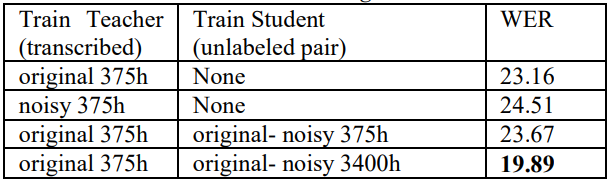 Train Teacher (transcribed) Train Student (unlabeled pair) WER
original 375h None 23.16
noisy 375h None 24.51
original 375h original- noisy 375h 23.67
original 375h original- noisy 3400h 19.89